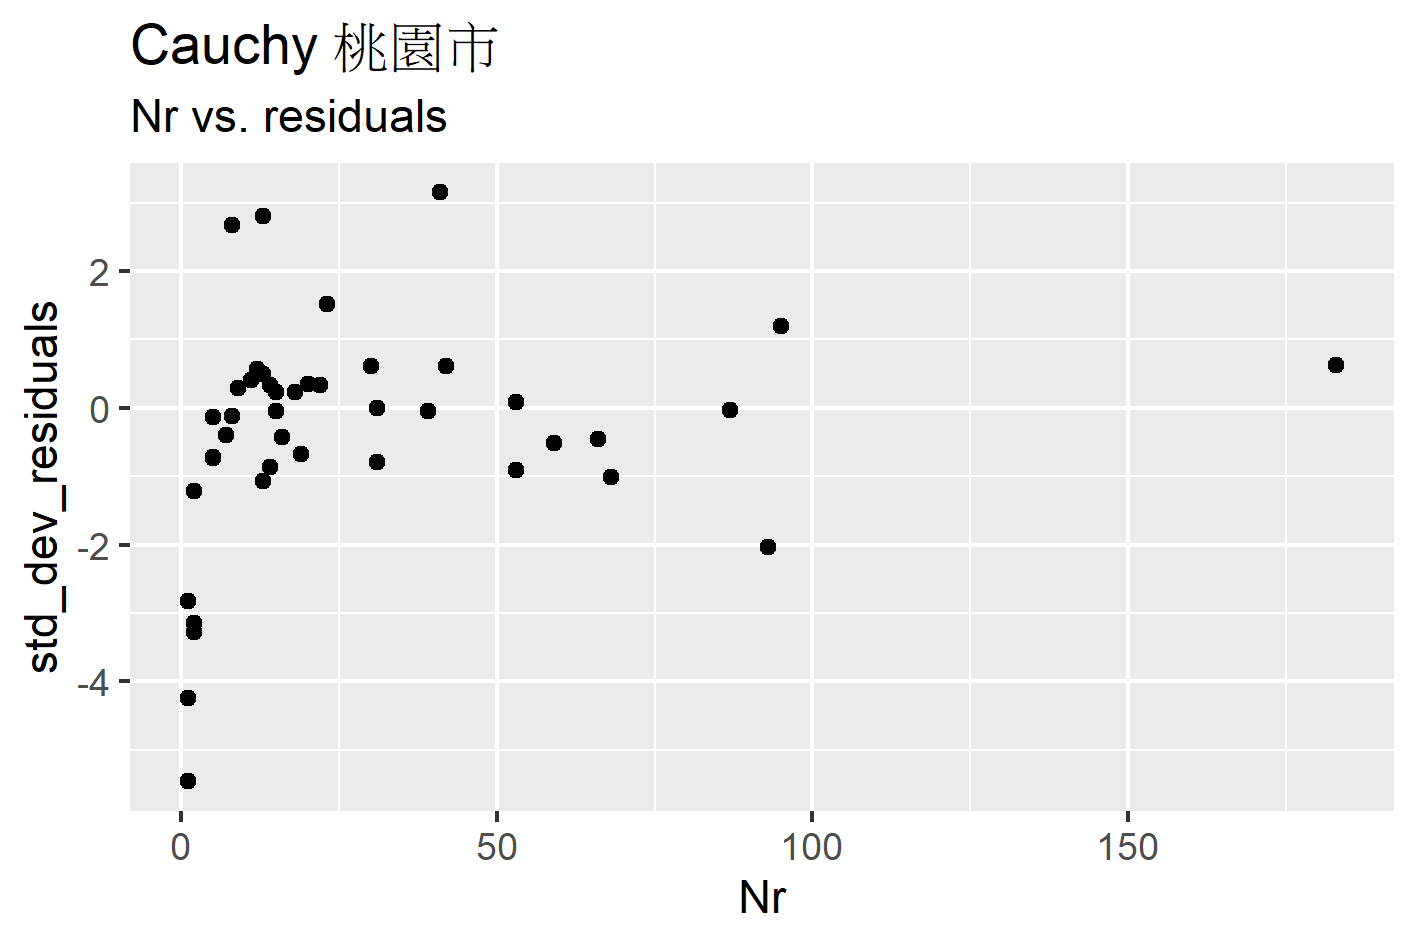 Cauchy 桃園市
Nr vs. residuals
std_dev_residuals
2
0
-2
-4
0 50 100 150
Nr